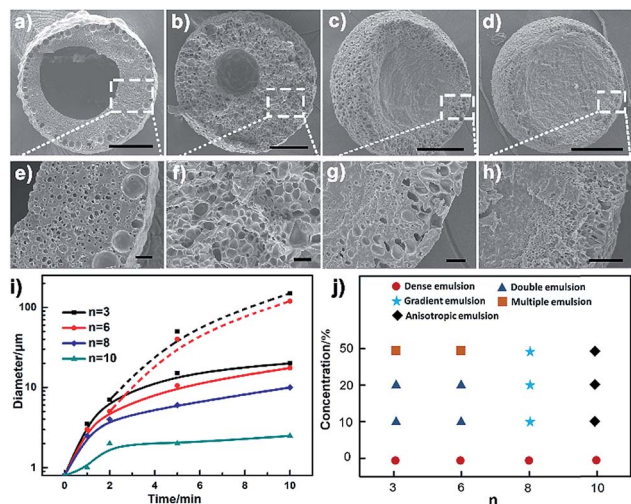 a) b) c) d)
e) f) g) h)
i)
n=3
n=6
n=8
n=10
Diameter/μm
100
10
1
0 2 4 6 8 10
Time/min
j)
Dense emulsion Double emulsion
Gradient emulsion Multiple emulsion
Anisotropic emulsion
Concentration/%
50
20
10
0
3 6 8 10
n